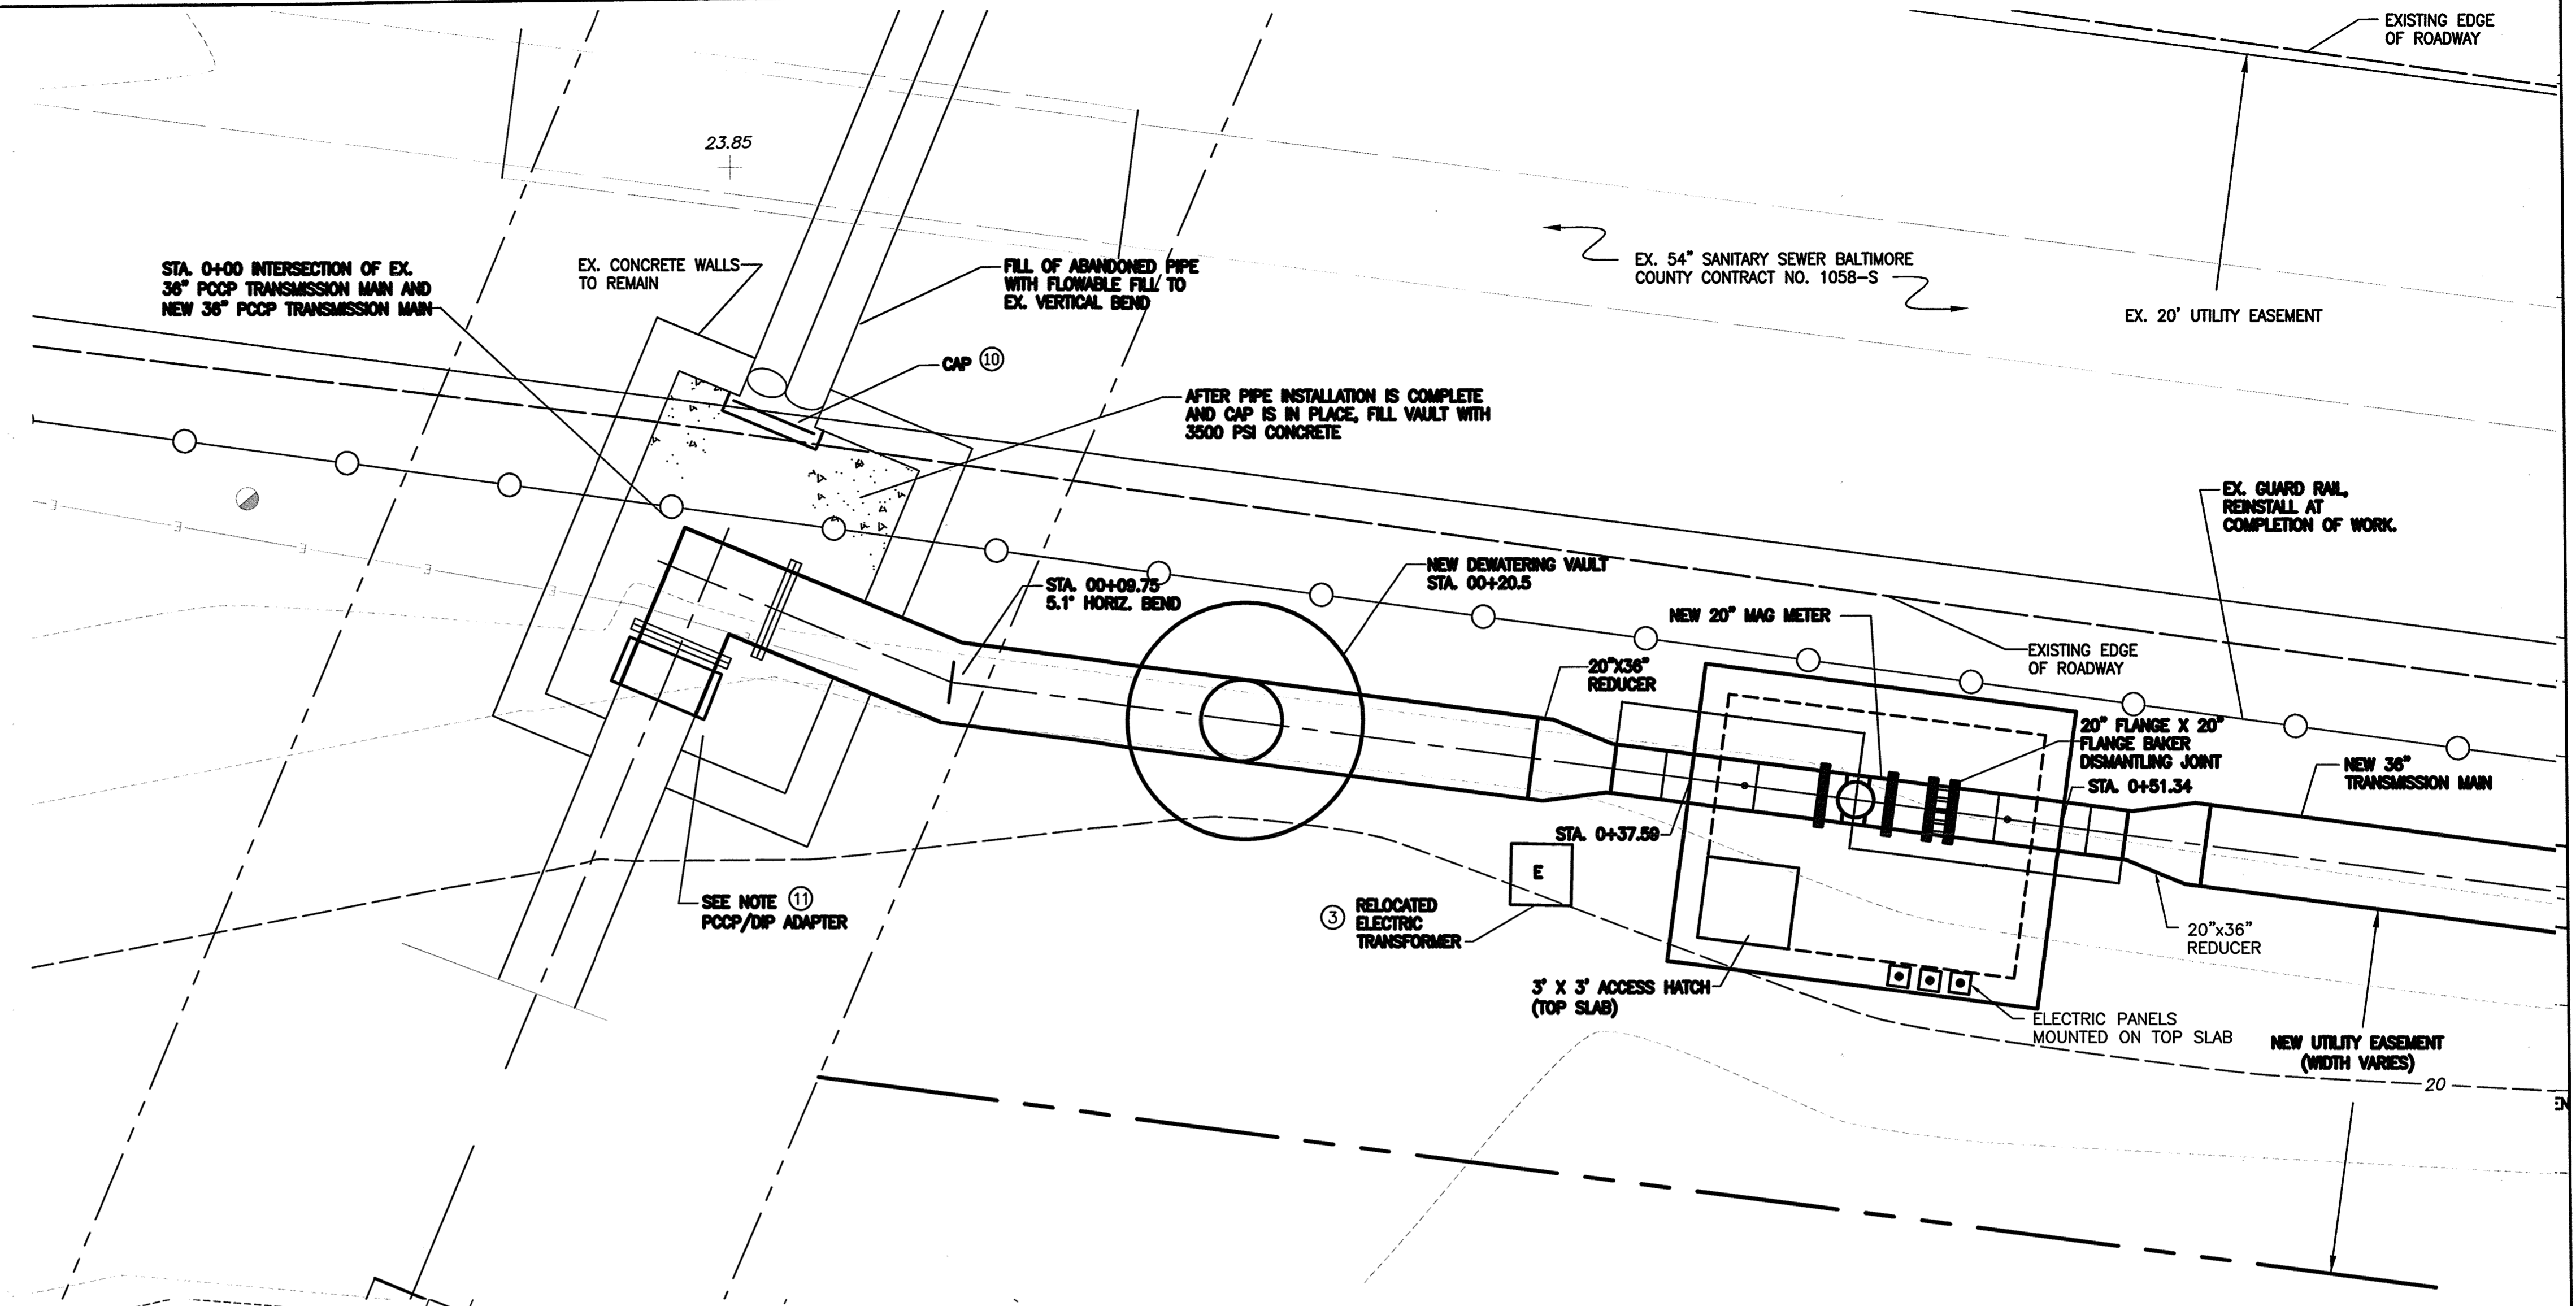 EXISTING EDGE
OF ROADWAY
23.85
STA. 0+00 INTERSECTION OF EX.
36" PCCP TRANSMISSION MAIN AND
NEW 36" PCCP TRANSMISSION MAIN
EX. CONCRETE WALLS
TO REMAIN
FILL OF ABANDONED PIPE
WITH FLOWABLE FILL TO
EX. VERTICAL BEND
EX. 54" SANITARY SEWER BALTIMORE
COUNTY CONTRACT NO. 1058-S
EX. 20' UTILITY EASEMENT
CAP 10
AFTER PIPE INSTALLATION IS COMPLETE
AND CAP IS IN PLACE, FILL VAULT WITH
3500 PSI CONCRETE
EX. GUARD RAIL,
REINSTALL AT
COMPLETION OF WORK.
STA. 00+09.75
5.1° HORIZ. BEND
NEW DEWATERING VAULT
STA. 00+20.5
NEW 20" MAG METER
EXISTING EDGE
OF ROADWAY
20"X36"
REDUCER
20" FLANGE X 20"
FLANGE BAKER
DISMANTLING JOINT
STA. 0+51.34
NEW 36"
TRANSMISSION MAIN
STA. 0+37.59
E
SEE NOTE 11
PCCP/DIP ADAPTER
3 RELOCATED
ELECTRIC
TRANSFORMER
20"x36"
REDUCER
3' X 3' ACCESS HATCH
(TOP SLAB)
ELECTRIC PANELS
MOUNTED ON TOP SLAB
NEW UTILITY EASEMENT
(WIDTH VARIES)
20
EN